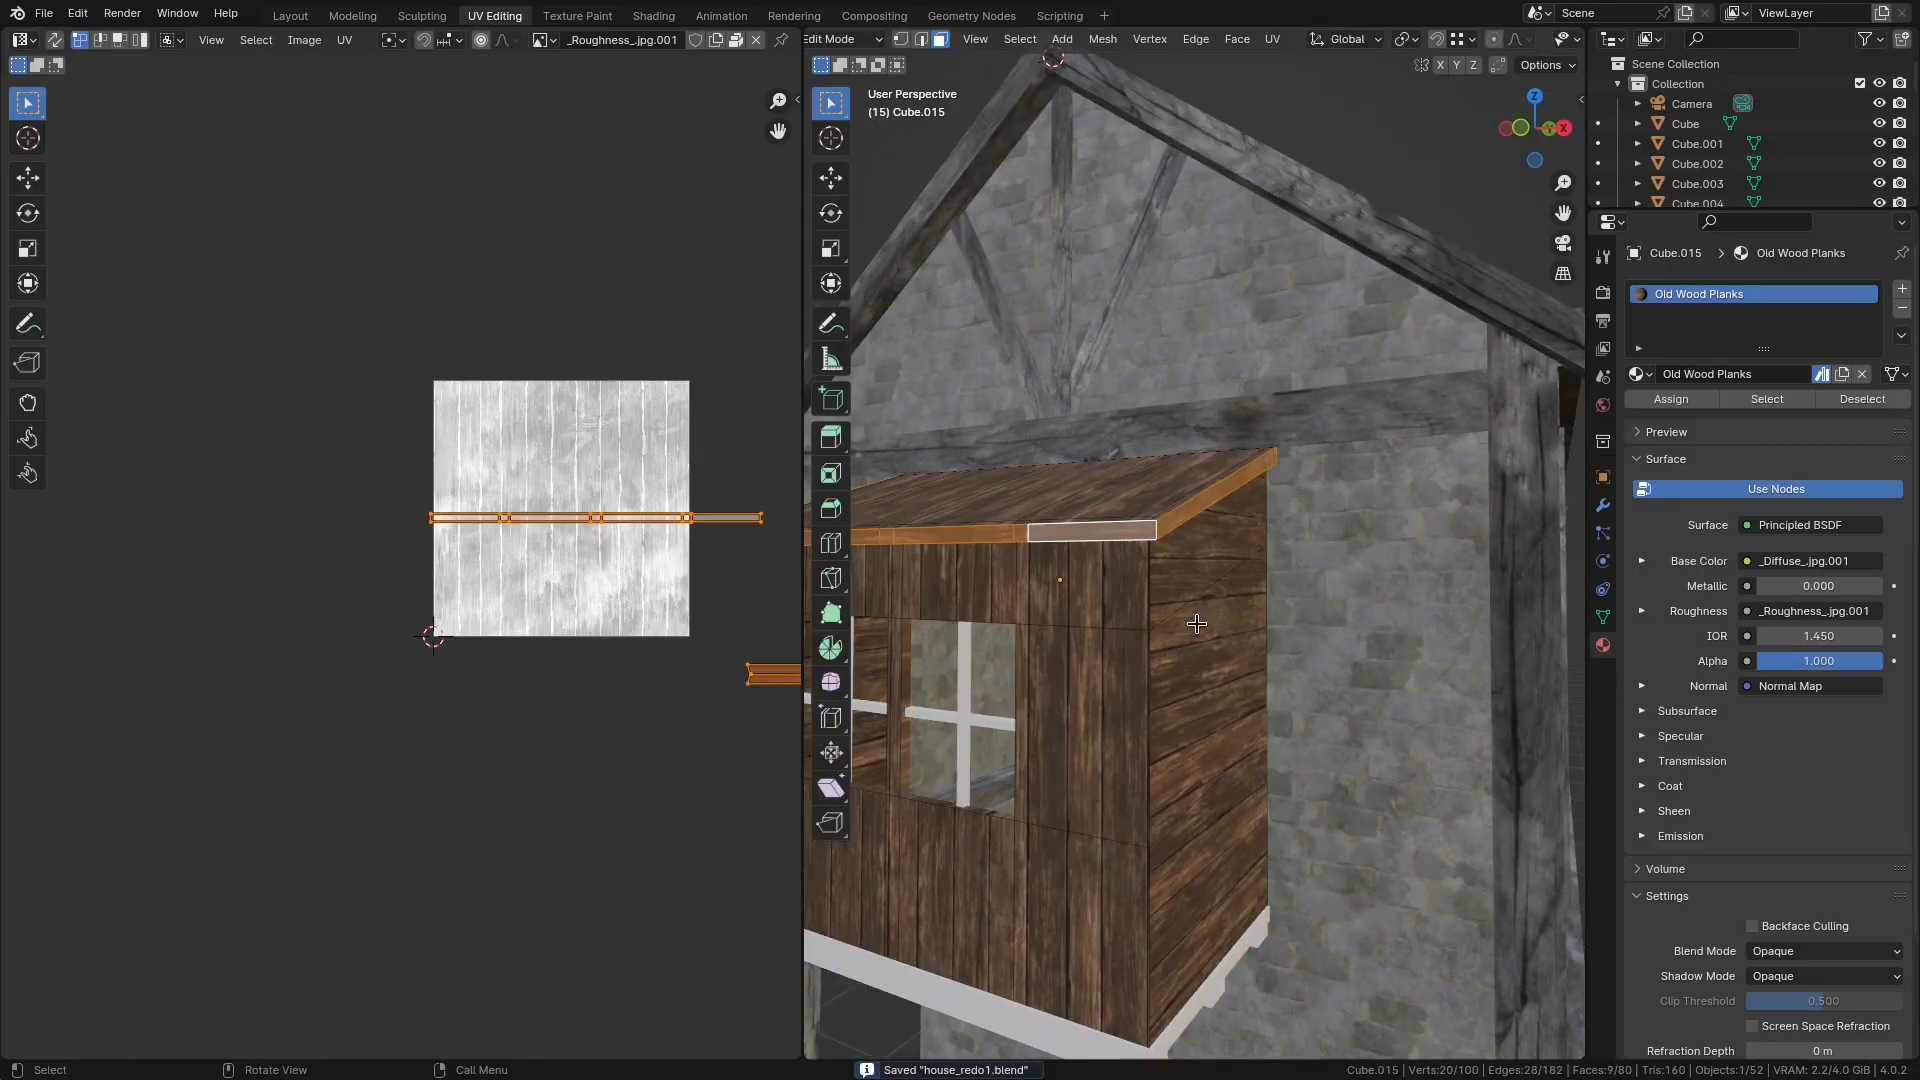 File Edit Render Window Help Layout Modeling Sculpting UV Editing Texture Paint Shading Animation Rendering Compositing Geometry Nodes Scripting + Scene ViewLayer
View Select Image UV _Roughness_.jpg.001
Edit Mode View Select Add Mesh Vertex Edge Face UV Global
X Y Z Options
User Perspective
(15) Cube.015
Z
X
Scene Collection
Collection
Camera
Cube
Cube.001
Cube.002
Cube.003
Cube.004
Cube.015 Old Wood Planks
Old Wood Planks
Old Wood Planks
Assign Select Deselect
Preview
Surface
Use Nodes
Surface Principled BSDF
Base Color _Diffuse_.jpg.001
Metallic 0.000
Roughness _Roughness_.jpg.001
IOR 1.450
Alpha 1.000
Normal Normal Map
Subsurface
Specular
Transmission
Coat
Sheen
Emission
Volume
Settings
Backface Culling
Blend Mode Opaque
Shadow Mode Opaque
Clip Threshold 0.500
Screen Space Refraction
Refraction Depth 0 m
Select Rotate View Call Menu Saved "house_redo1.blend" Cube.015 | Verts:20/100 | Edges:28/182 | Faces:9/80 | Tris:160 | Objects:1/52 | VRAM: 2.2/4.0 GiB | 4.0.2